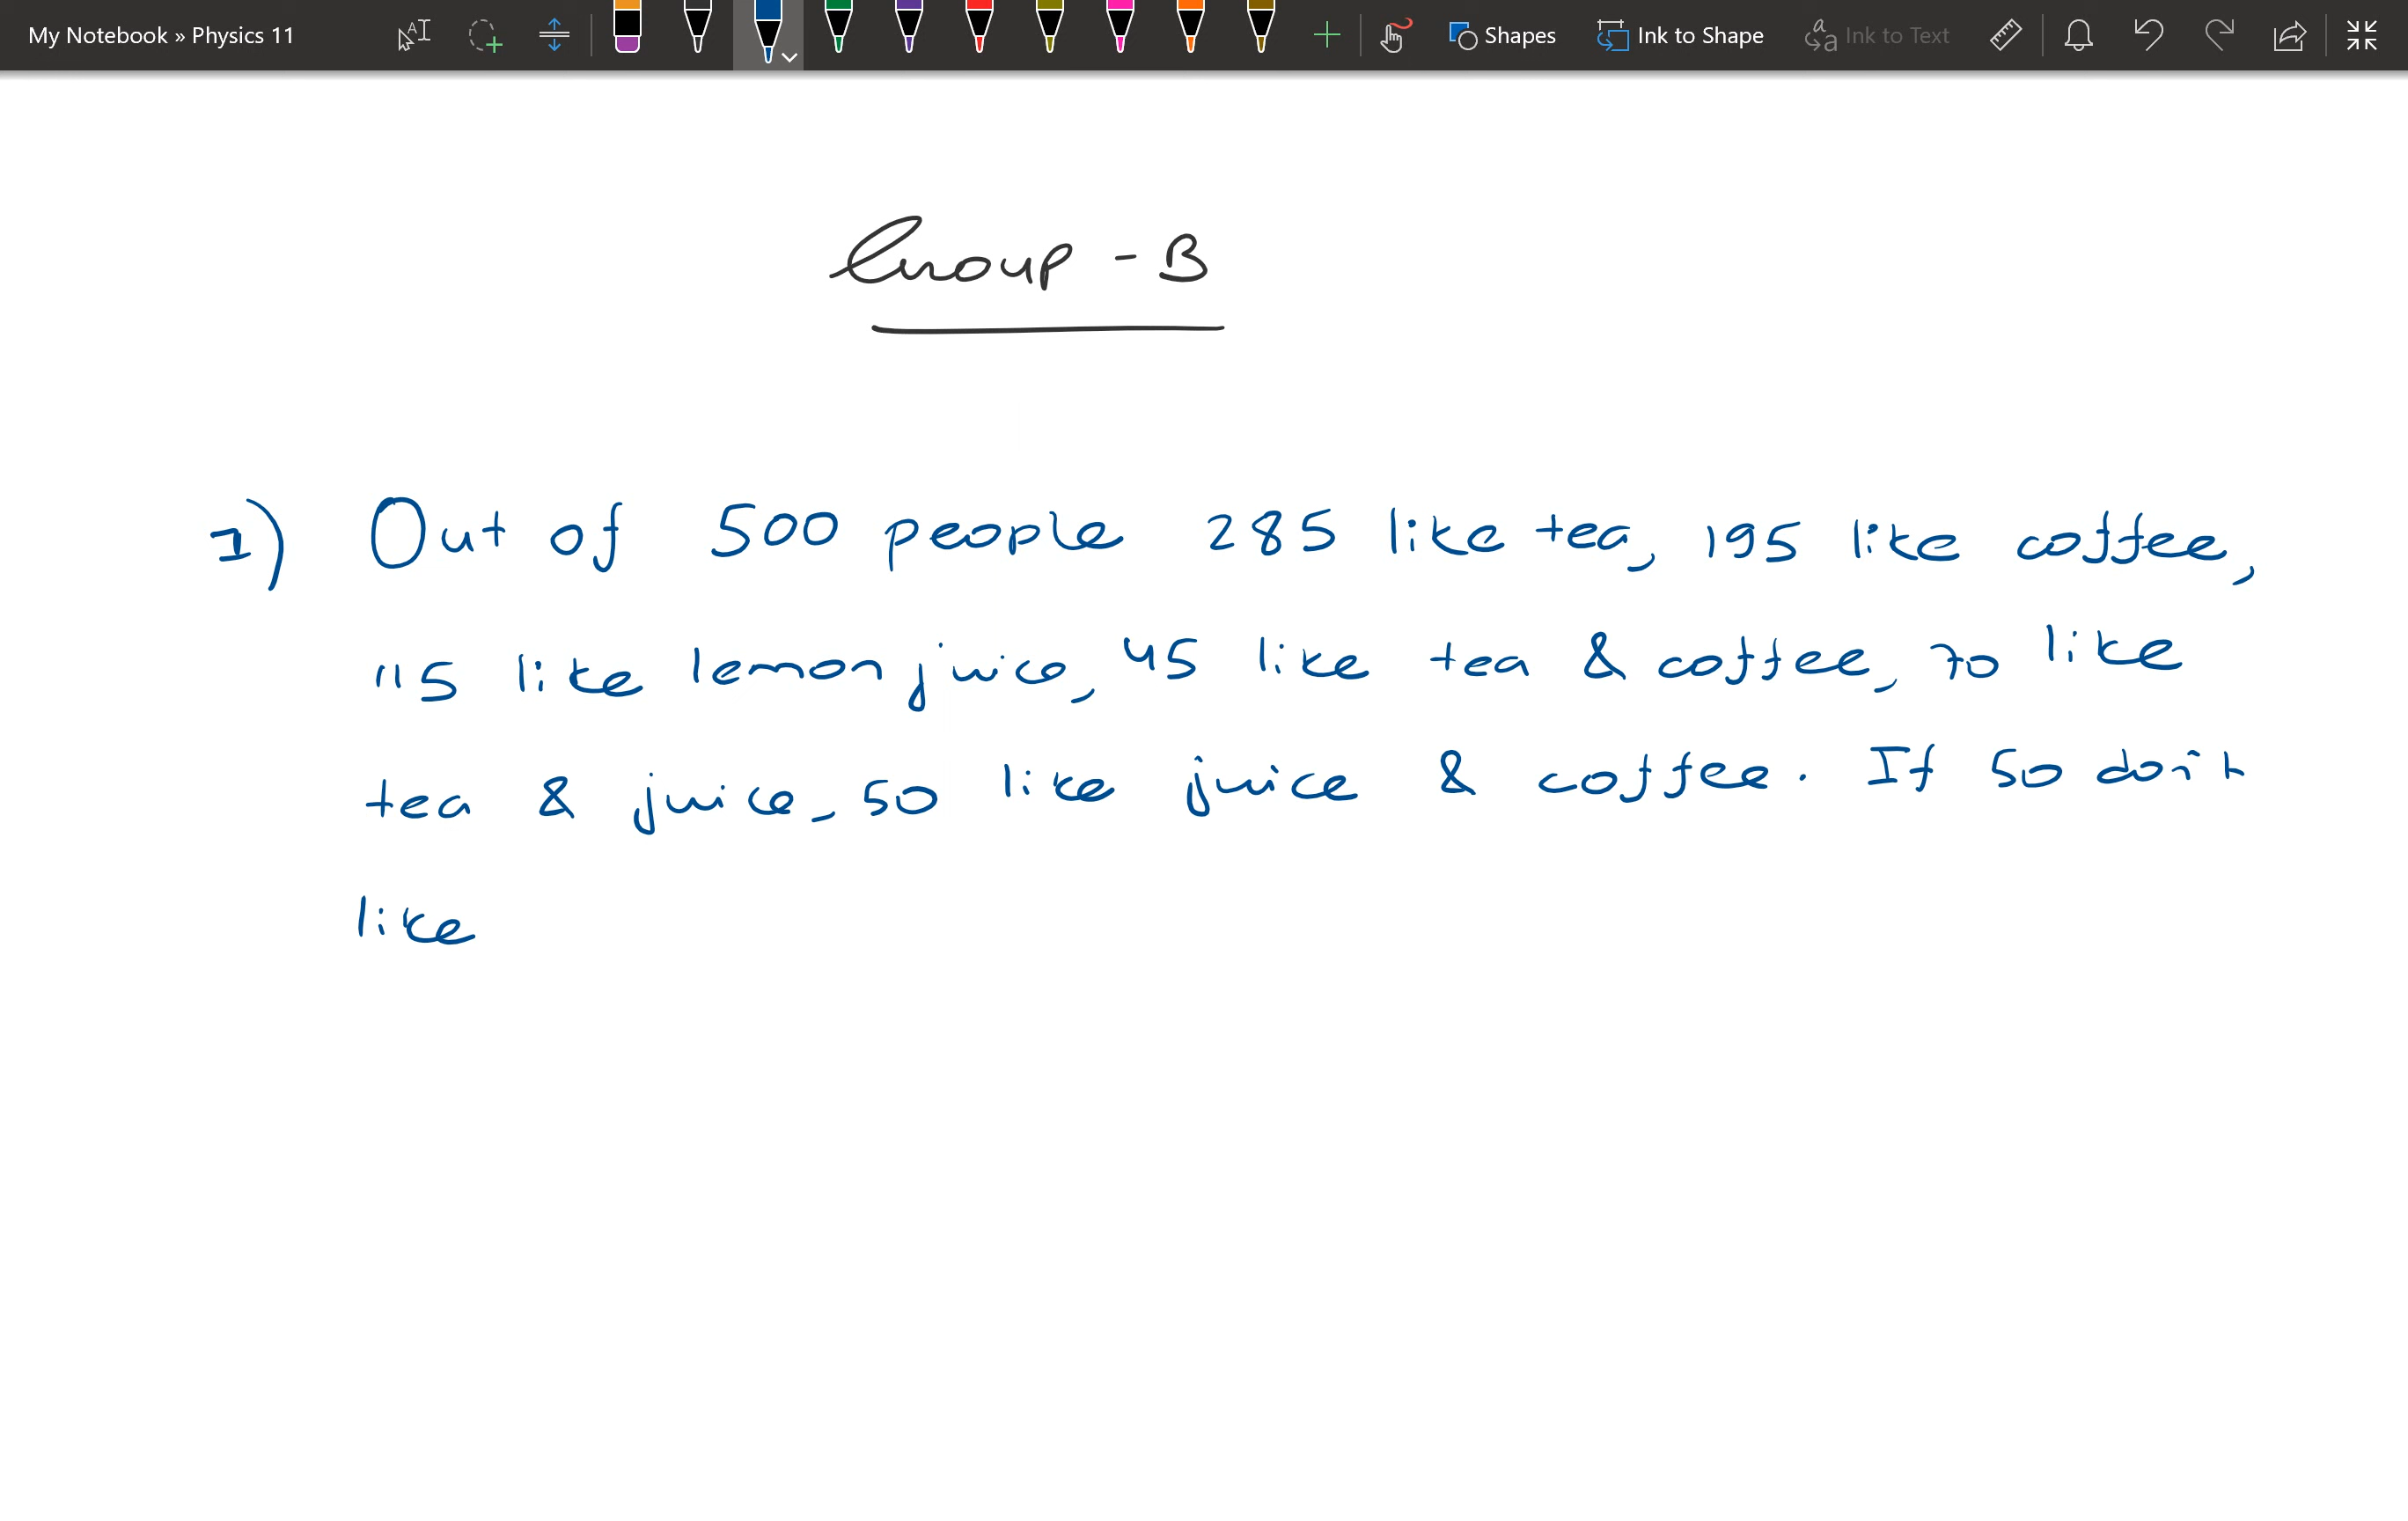 My Notebook » Physics 11 Shapes Ink to Shape Ink to Text
Group - B
1) Out of 500 people 285 like tea, 195 like coffee,
115 like lemon juice, 45 like tea & coffee, 70 like
tea & juice, 50 like juice & coffee. If 50 don't
like